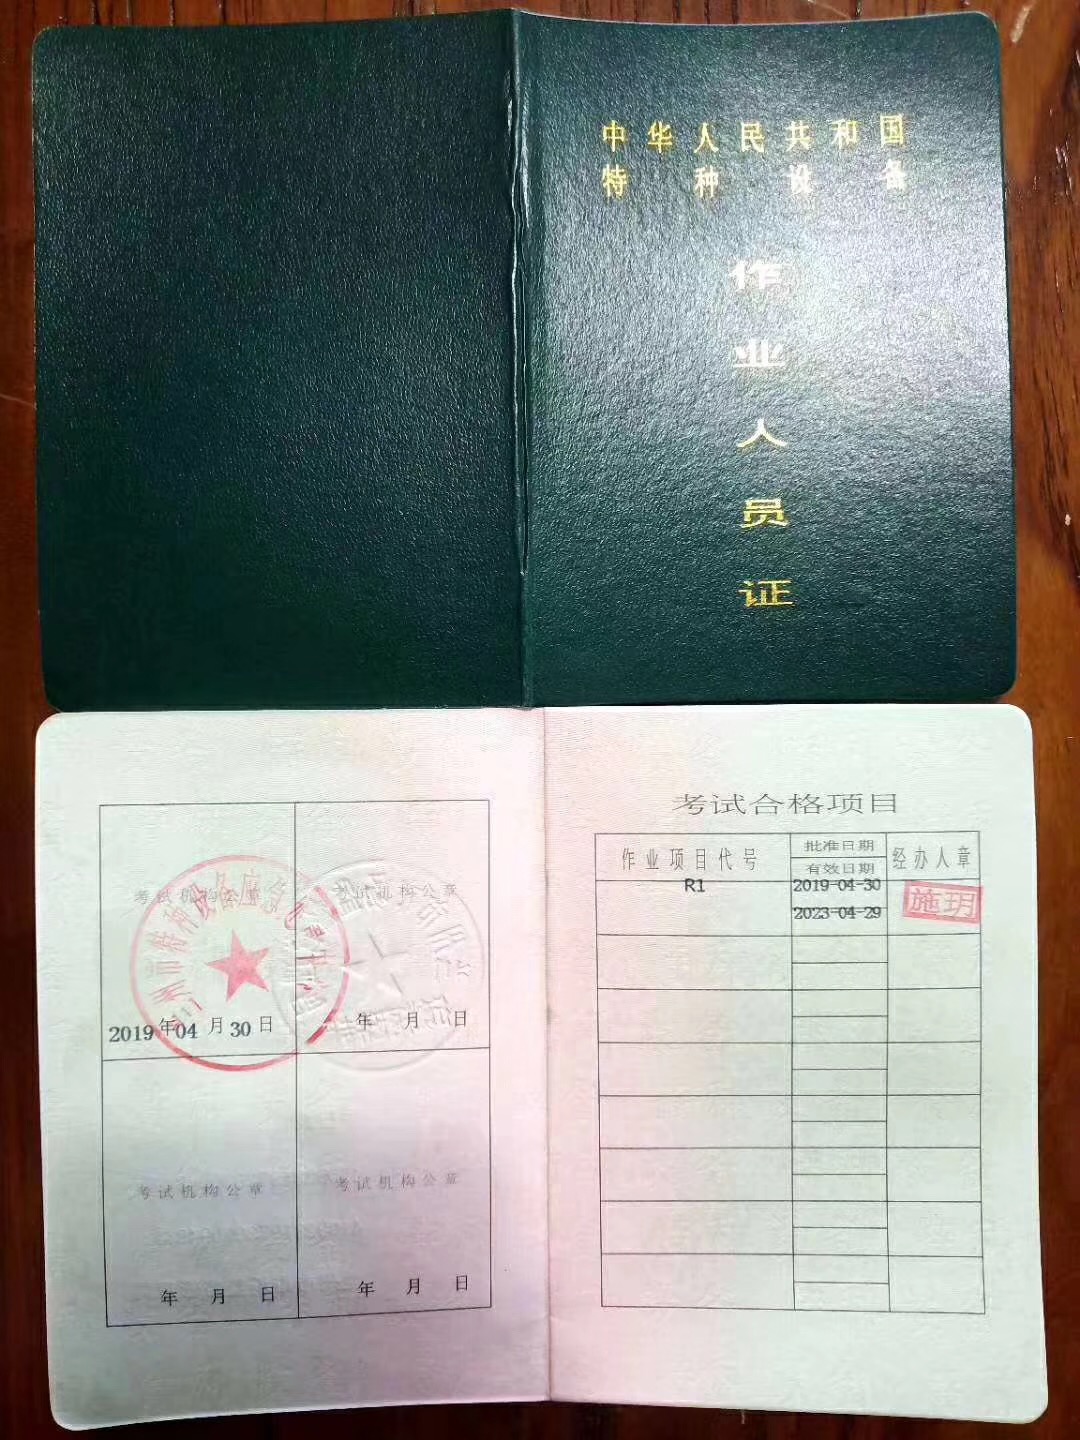 中华人民共和国
特种设备
作业人员证
考试机构公章
考试机构公章
2019年04月30日
年 月 日
考试机构公章
考试机构公章
年 月 日
年 月 日
考试合格项目
作业项目代号
批准日期
有效日期
经办人章
R1
2019-04-30
2023-04-29
施玥